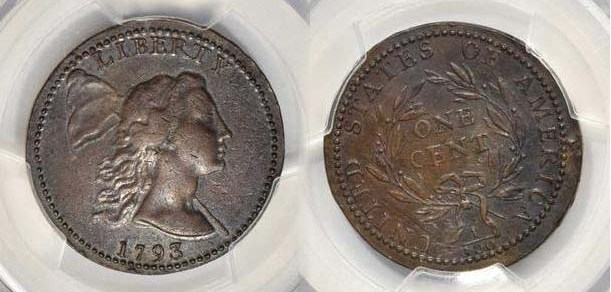 LIBERTY
1793
UNITED STATES OF AMERICA
ONE
CENT